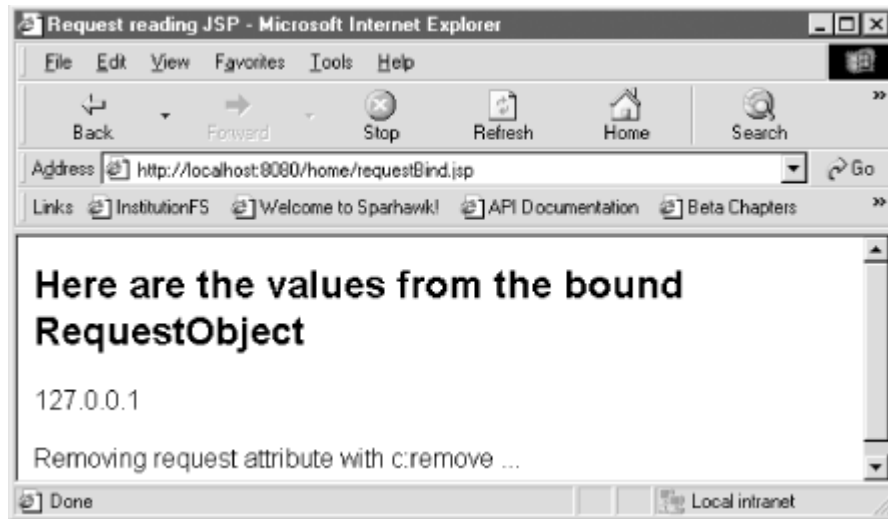 Request reading JSP - Microsoft Internet Explorer
File Edit View Favorites Tools Help
Back Forward Stop Refresh Home Search »
Address http://localhost:8080/home/requestBind.jsp Go
Links InstitutionFS Welcome to Sparhawk! API Documentation Beta Chapters »
Here are the values from the bound
RequestObject
127.0.0.1
Removing request attribute with c:remove ...
Done Local intranet